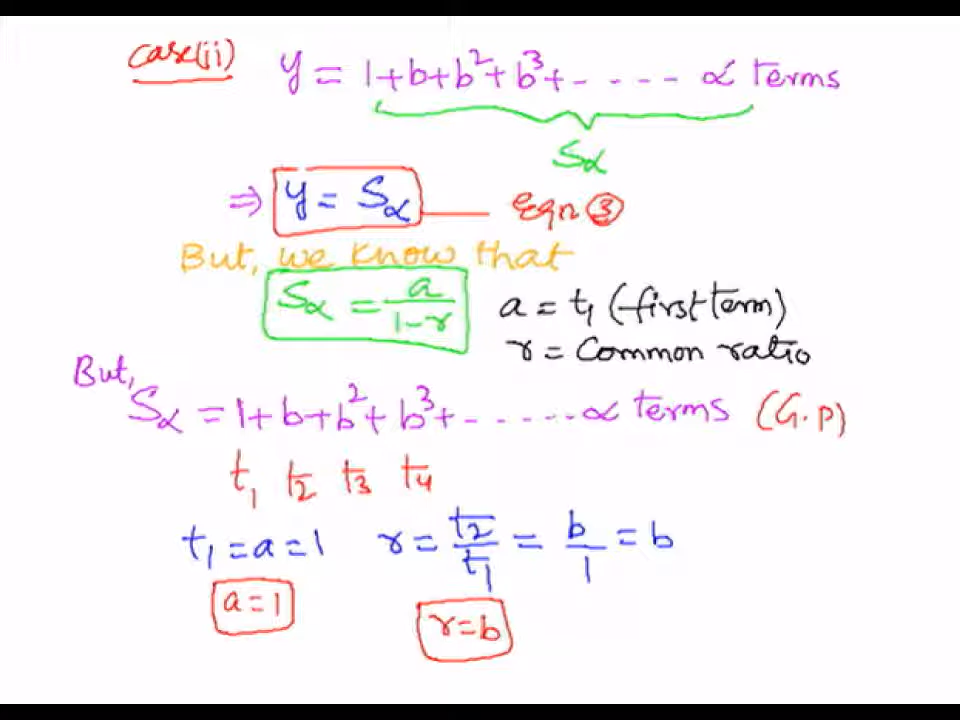 Case(ii) y = 1+b+b²+b³+- - - - - ∝ terms
S∝
⇒ y = S∝ —— Eqn ③
But, we know that
S∝ = a/1-r a = t₁ (first term)
r = Common ratio
But,
S∝ = 1+b+b²+b³+- - - - - - ∝ terms (G.P)
t₁ t₂ t₃ t₄
t₁ = a = 1 r = t₂/t₁ = b/1 = b
a = 1 r = b